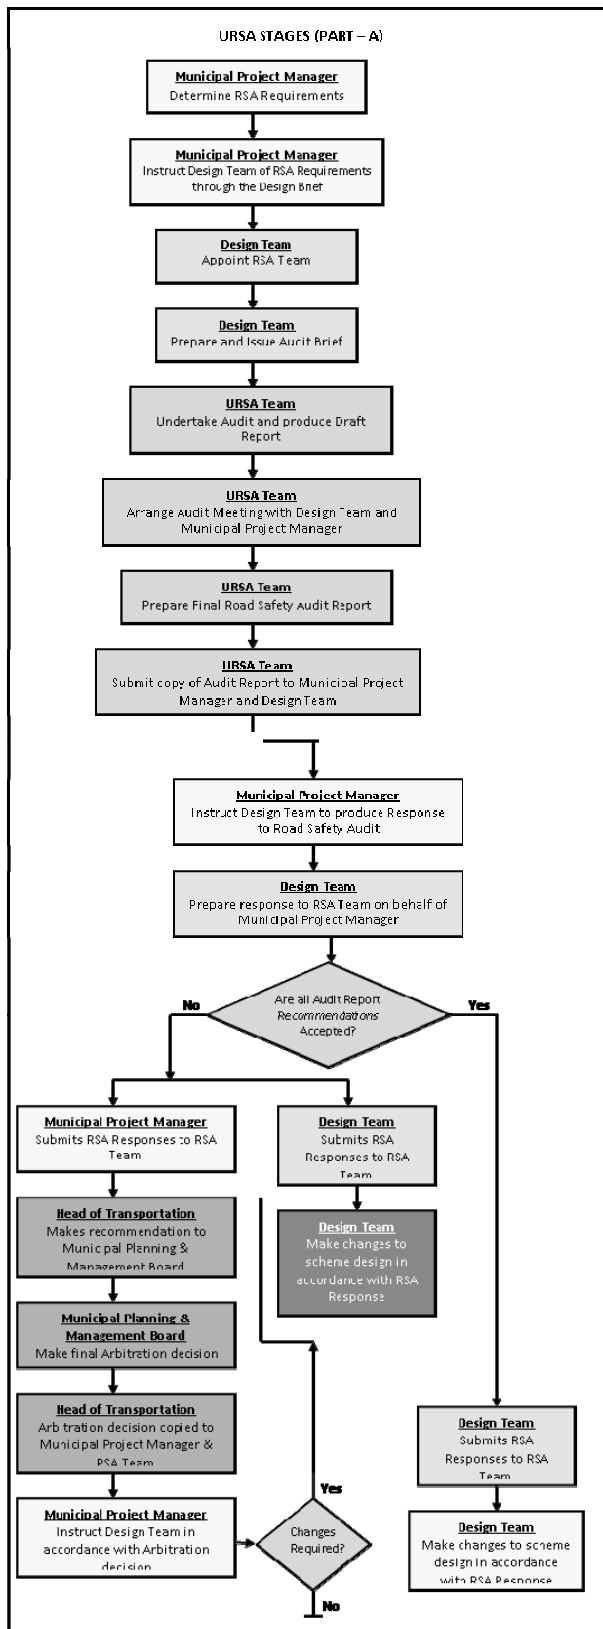 URSA STAGES (PART – A)
Municipal Project Manager
Determine RSA Requirements
Municipal Project Manager
Instruct Design Team of RSA Requirements
through the Design Brief
Design Team
Appoint RSA Team
Design Team
Prepare and Issue Audit Brief
URSA Team
Undertake Audit and produce Draft
Report
URSA Team
Arrange Audit Meeting with Design Team and
Municipal Project Manager
URSA Team
Prepare Final Road Safety Audit Report
URSA Team
Submit copy of Audit Report to Municipal Project
Manager and Design Team
Municipal Project Manager
Instruct Design Team to produce Response
to Road Safety Audit
Design Team
Prepare response to RSA Team on behalf of
Municipal Project Manager
Are all Audit Report
Recommendations
Accepted?
No
Yes
Municipal Project Manager
Submits RSA Responses to RSA
Team
Design Team
Submits RSA
Responses to RSA
Team
Head of Transportation
Makes recommendation to
Municipal Planning &
Management Board
Design Team
Make changes to
scheme design in
accordance with RSA
Response
Municipal Planning &
Management Board
Make final Arbitration decision
Head of Transportation
Arbitration decision copied to
Municipal Project Manager &
RSA Team
Municipal Project Manager
Instruct Design Team in
accordance with Arbitration
decision
Changes
Required?
Yes
No
Design Team
Submits RSA
Responses to RSA
Team
Design Team
Make changes to scheme
design in accordance
with RSA Response